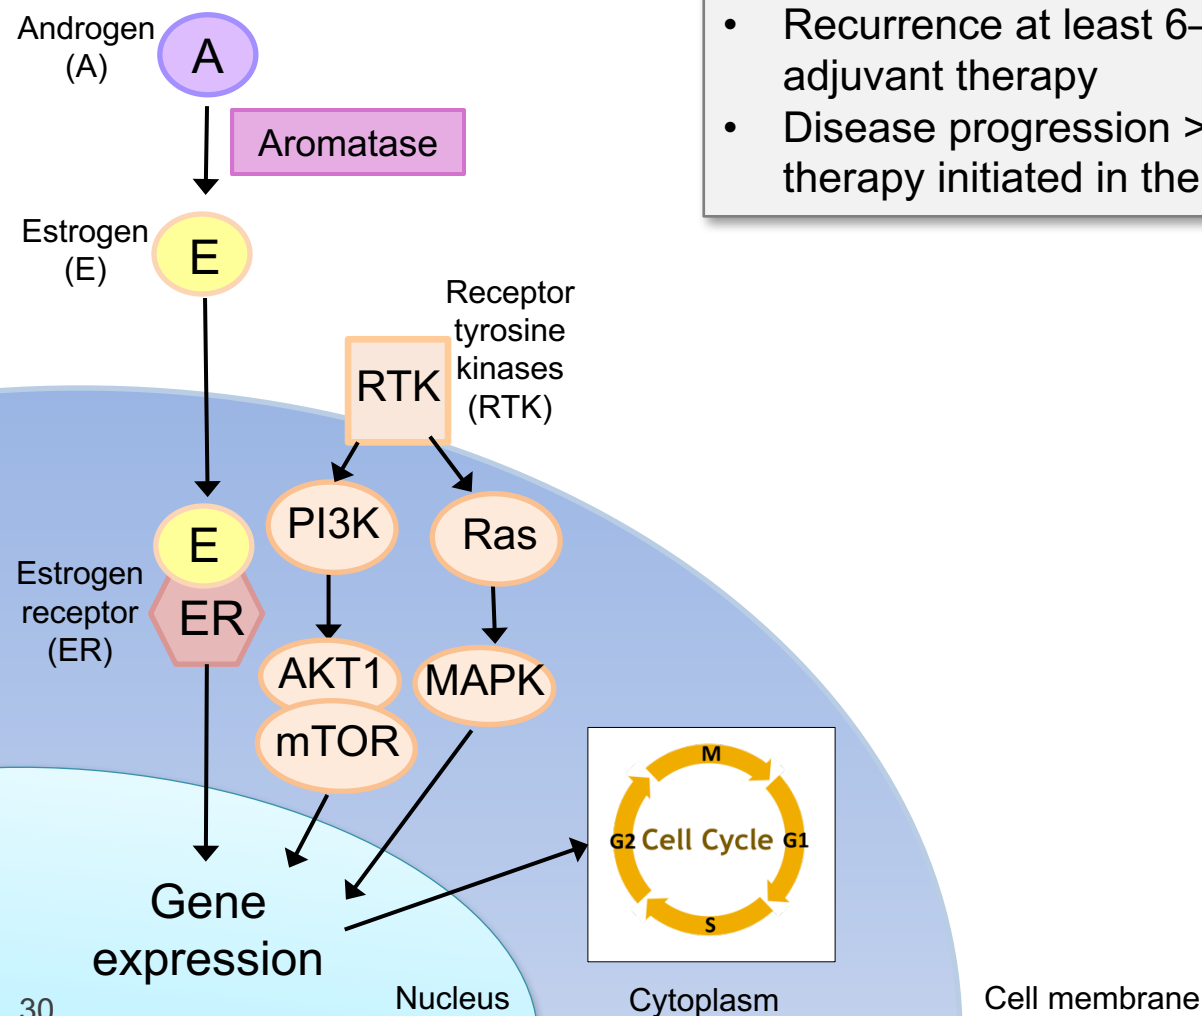 Androgen
(A)
A
• Recurrence at least 6–
adjuvant therapy
• Disease progression >
therapy initiated in the
Aromatase
Estrogen
(E)
E
Receptor
tyrosine
kinases
(RTK)
RTK
PI3K
Ras
E
ER
Estrogen
receptor
(ER)
AKT1
mTOR
MAPK
M
G2
Cell Cycle
G1
S
Gene
expression
30
Nucleus
Cytoplasm
Cell membrane